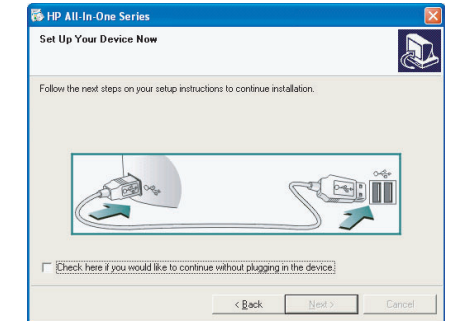 HP All-In-One Series
Set Up Your Device Now
Follow the next steps on your setup instructions to continue installation.
Check here if you would like to continue without plugging in the device.
< Back
Next >
Cancel